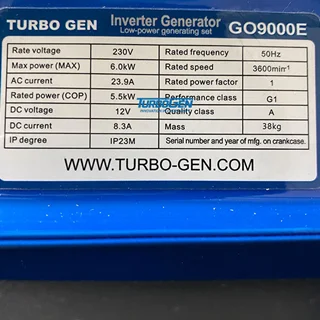 TURBO GEN Inverter Generator GO9000E
Low-power generating set
Rate voltage 230V Rated frequency 50Hz
Max power (MAX) 6.0kW Rated speed 3600min-1
AC current 23.9A Rated power factor 1
Rated power (COP) 5.5kW Performance class G1
DC voltage 12V Quality class A
DC current 8.3A Mass 38kg
IP degree IP23M Serial number and year of mfg. on crankcase.
TURBOGEN
WWW.TURBO-GEN.COM